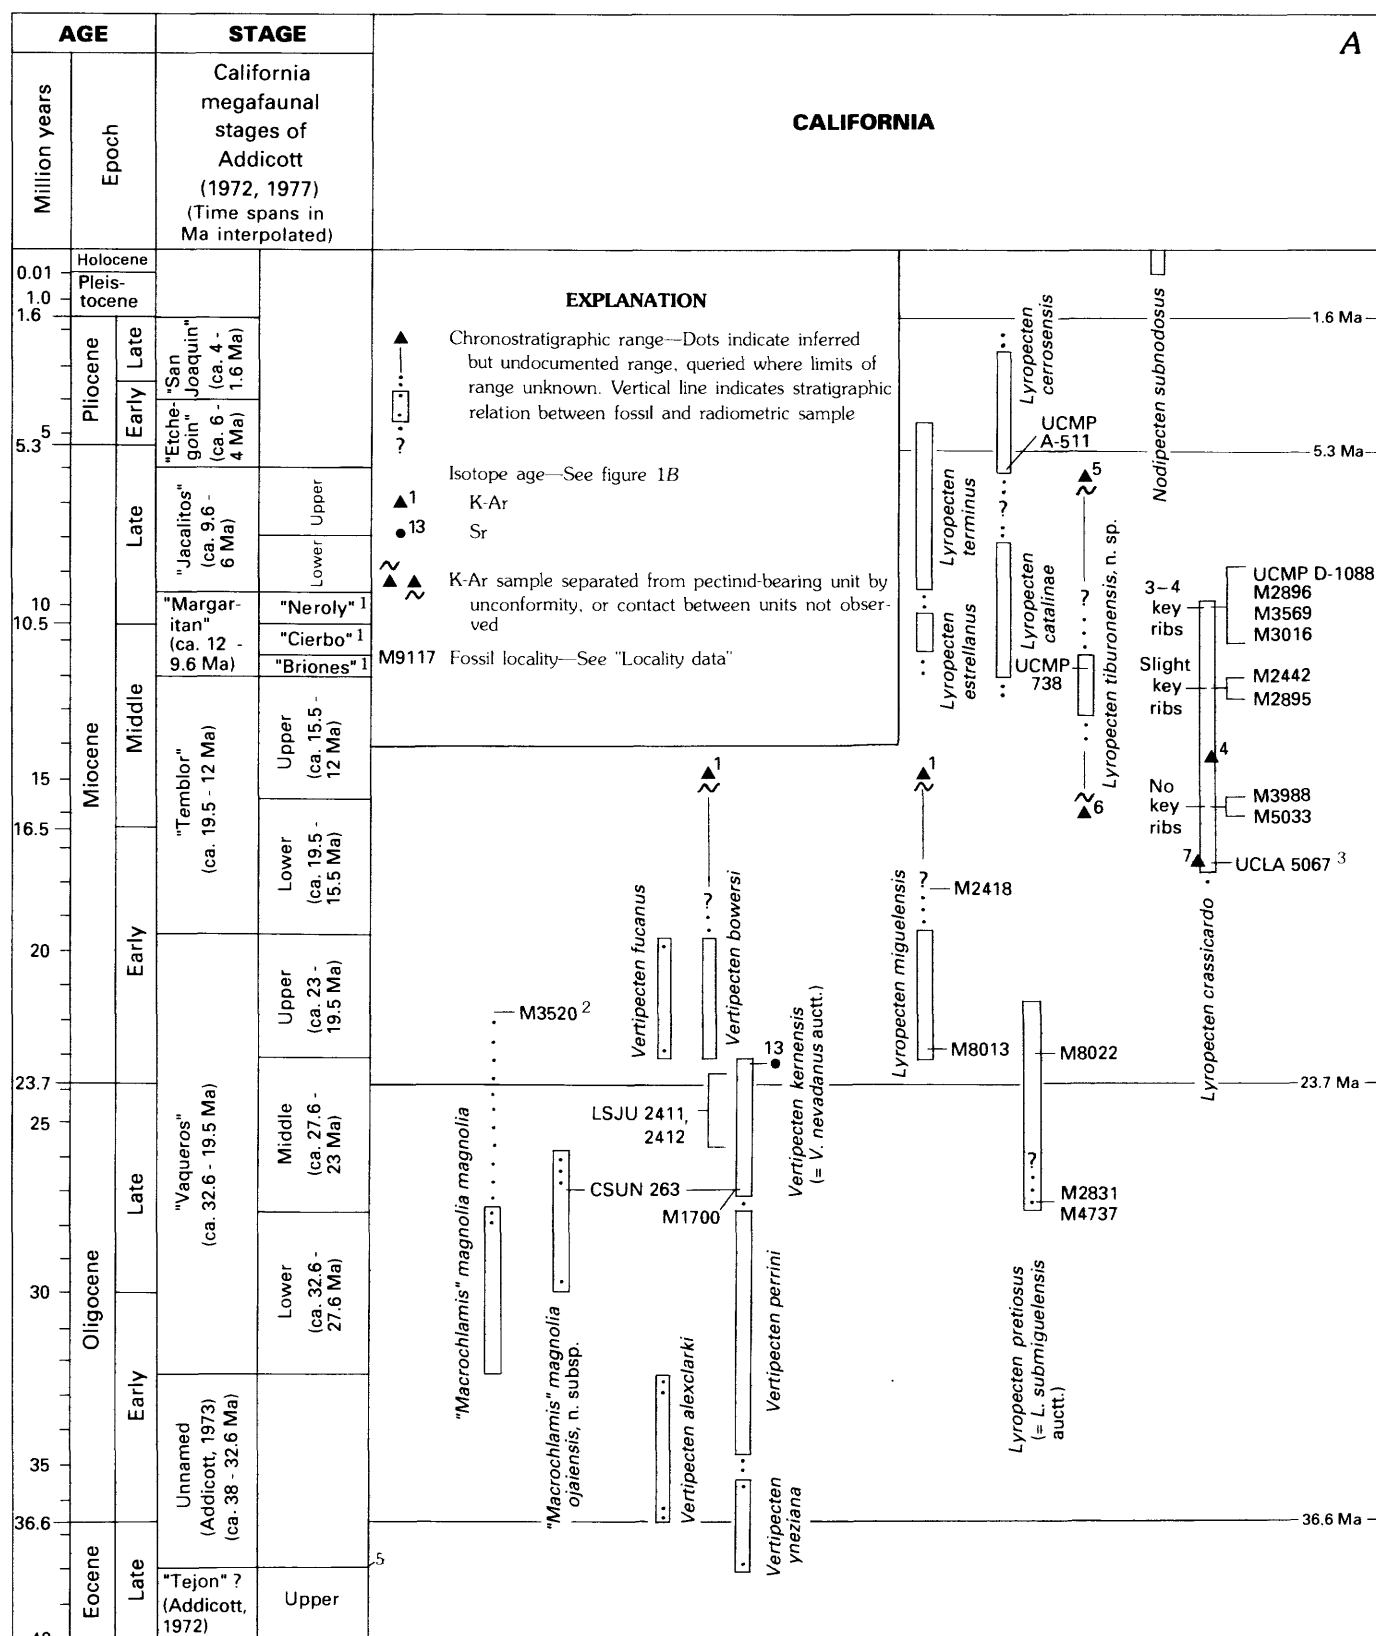 AGE
STAGE
A
Million years
Epoch
California
megafaunal
stages of
Addicott
(1972, 1977)
(Time spans in
Ma interpolated)
CALIFORNIA
Holocene
0.01
Pleis-
tocene
1.0
1.6
Pliocene
Late
Early
"San
Joaquin"
(ca. 4 -
1.6 Ma)
"Etche-
goin"
(ca. 6 -
4 Ma)
5
5.3
Miocene
Late
Middle
Early
"Jacalitos"
(ca. 9.6 -
6 Ma)
Upper
Lower
10
10.5
"Margar-
itan"
(ca. 12 -
9.6 Ma)
"Neroly" 1
"Cierbo" 1
"Briones" 1
"Temblor"
(ca. 19.5 - 12 Ma)
Upper
(ca. 15.5 -
12 Ma)
Lower
(ca. 19.5 -
15.5 Ma)
15
16.5
20
"Vaqueros"
(ca. 32.6 - 19.5 Ma)
Upper
(ca. 23 -
19.5 Ma)
Middle
(ca. 27.6 -
23 Ma)
Lower
(ca. 32.6 -
27.6 Ma)
23.7
25
Oligocene
Late
Early
30
Unnamed
(Addicott, 1973)
(ca. 38 - 32.6 Ma)
35
36.6
Eocene
Late
"Tejon" ?
(Addicott,
1972)
Upper
5
EXPLANATION
Chronostratigraphic range—Dots indicate inferred
but undocumented range, queried where limits of
range unknown. Vertical line indicates stratigraphic
relation between fossil and radiometric sample
?
Isotope age—See figure 1B
1
K-Ar
13
Sr
K-Ar sample separated from pectinid-bearing unit by
unconformity, or contact between units not obser-
ved
M9117
Fossil locality—See "Locality data"
"Macrochlamis" magnolia magnolia
M3520 2
"Macrochlamis" magnolia
ojaiensis, n. subsp.
CSUN 263
Vertipecten fucanus
Vertipecten alexclarki
1
?
Vertipecten bowersi
13
LSJU 2411,
2412
M1700
Vertipecten kernensis
(= V. nevadanus auctt.)
Vertipecten perrini
Vertipecten
yneziana
Lyropecten
terminus
Lyropecten
estrellanus
1
?
M2418
Lyropecten miguelensis
M8013
Lyropecten
cerrosensis
UCMP
A-511
?
Lyropecten
catalinae
UCMP
738
5
?
Lyropecten tiburonensis, n. sp.
6
M8022
?
M2831
M4737
Lyropecten pretiosus
(= L. submiguelensis
auctt.)
Nodipecten subnodosus
3-4
key
ribs
UCMP D-1088
M2896
M3569
M3016
Slight
key
ribs
M2442
M2895
4
No
key
ribs
M3988
M5033
7
UCLA 5067 3
Lyropecten crassicardo
1.6 Ma
5.3 Ma
23.7 Ma
36.6 Ma